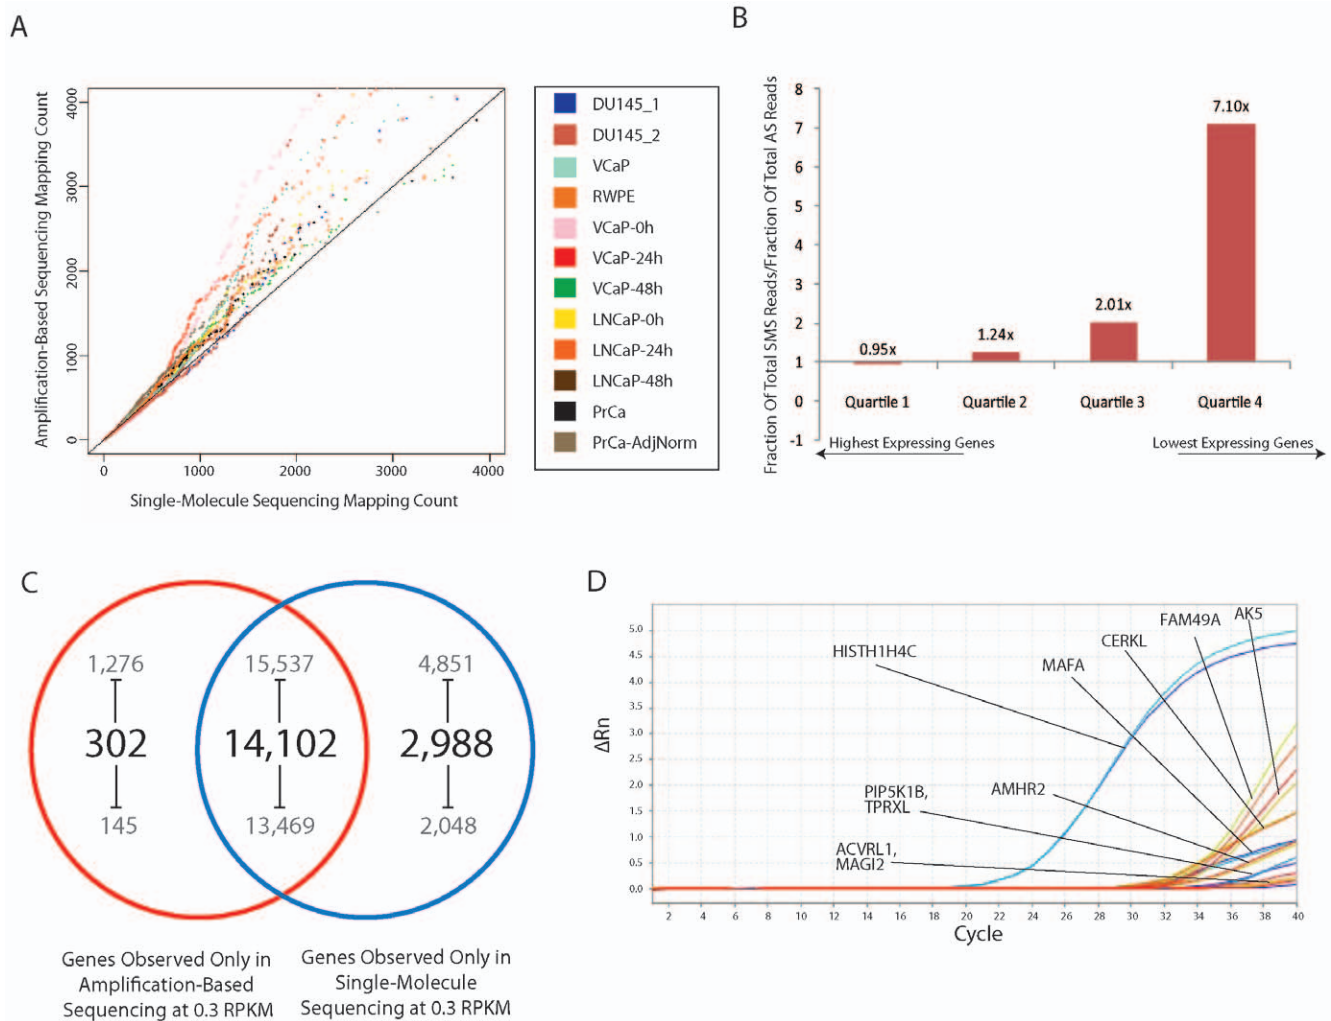 A
Amplification-Based Sequencing Mapping Count
4000
3000
2000
1000
0
0 1000 2000 3000 4000
Single-Molecule Sequencing Mapping Count
DU145_1
DU145_2
VCaP
RWPE
VCaP-0h
VCaP-24h
VCaP-48h
LNCaP-0h
LNCaP-24h
LNCaP-48h
PrCa
PrCa-AdjNorm
B
Fraction Of Total SMS Reads/Fraction Of Total AS Reads
8
7
6
5
4
3
2
1
0
-1
0.95x
1.24x
2.01x
7.10x
Quartile 1 Quartile 2 Quartile 3 Quartile 4
Highest Expressing Genes Lowest Expressing Genes
C
1,276 15,537 4,851
302 14,102 2,988
145 13,469 2,048
Genes Observed Only in
Amplification-Based
Sequencing at 0.3 RPKM
Genes Observed Only in
Single-Molecule
Sequencing at 0.3 RPKM
D
ΔRn
5.0
4.5
4.0
3.5
3.0
2.5
2.0
1.5
1.0
0.5
0.0
HISTH1H4C
MAFA
CERKL
FAM49A
AK5
PIP5K1B,
TPRXL
AMHR2
ACVRL1,
MAGI2
2 4 6 8 10 12 14 16 18 20 22 24 26 28 30 32 34 36 38 40
Cycle